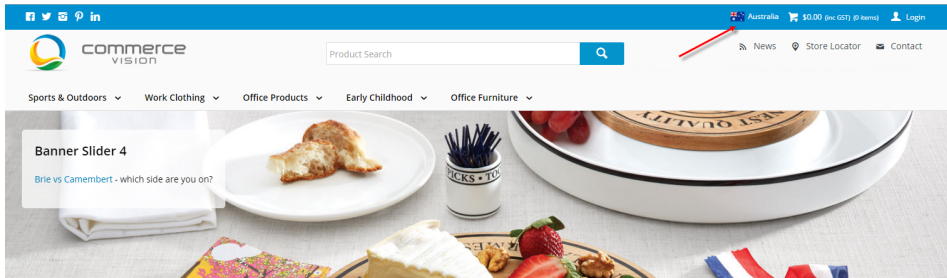 Australia $0.00 (inc GST) (0 items) Login
commerce
VISION
Product Search
News Store Locator Contact
Sports & Outdoors Work Clothing Office Products Early Childhood Office Furniture
Banner Slider 4
Brie vs Camembert - which side are you on?
EST QUALITY
PICKS • TO